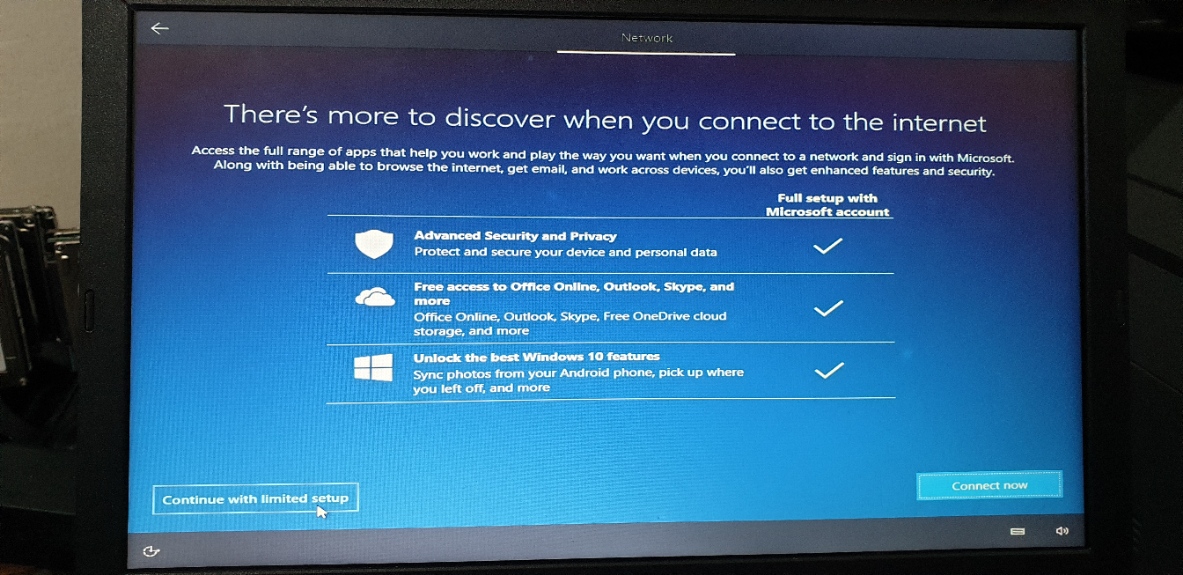 Network
There's more to discover when you connect to the internet
Access the full range of apps that help you work and play the way you want when you connect to a network and sign in with Microsoft.
Along with being able to browse the internet, get email, and work across devices, you'll also get enhanced features and security.
Full setup with
Microsoft account
Advanced Security and Privacy
Protect and secure your device and personal data
Free access to Office Online, Outlook, Skype, and
more
Office Online, Outlook, Skype, Free OneDrive cloud
storage, and more
Unlock the best Windows 10 features
Sync photos from your Android phone, pick up where
you left off, and more
Continue with limited setup
Connect now